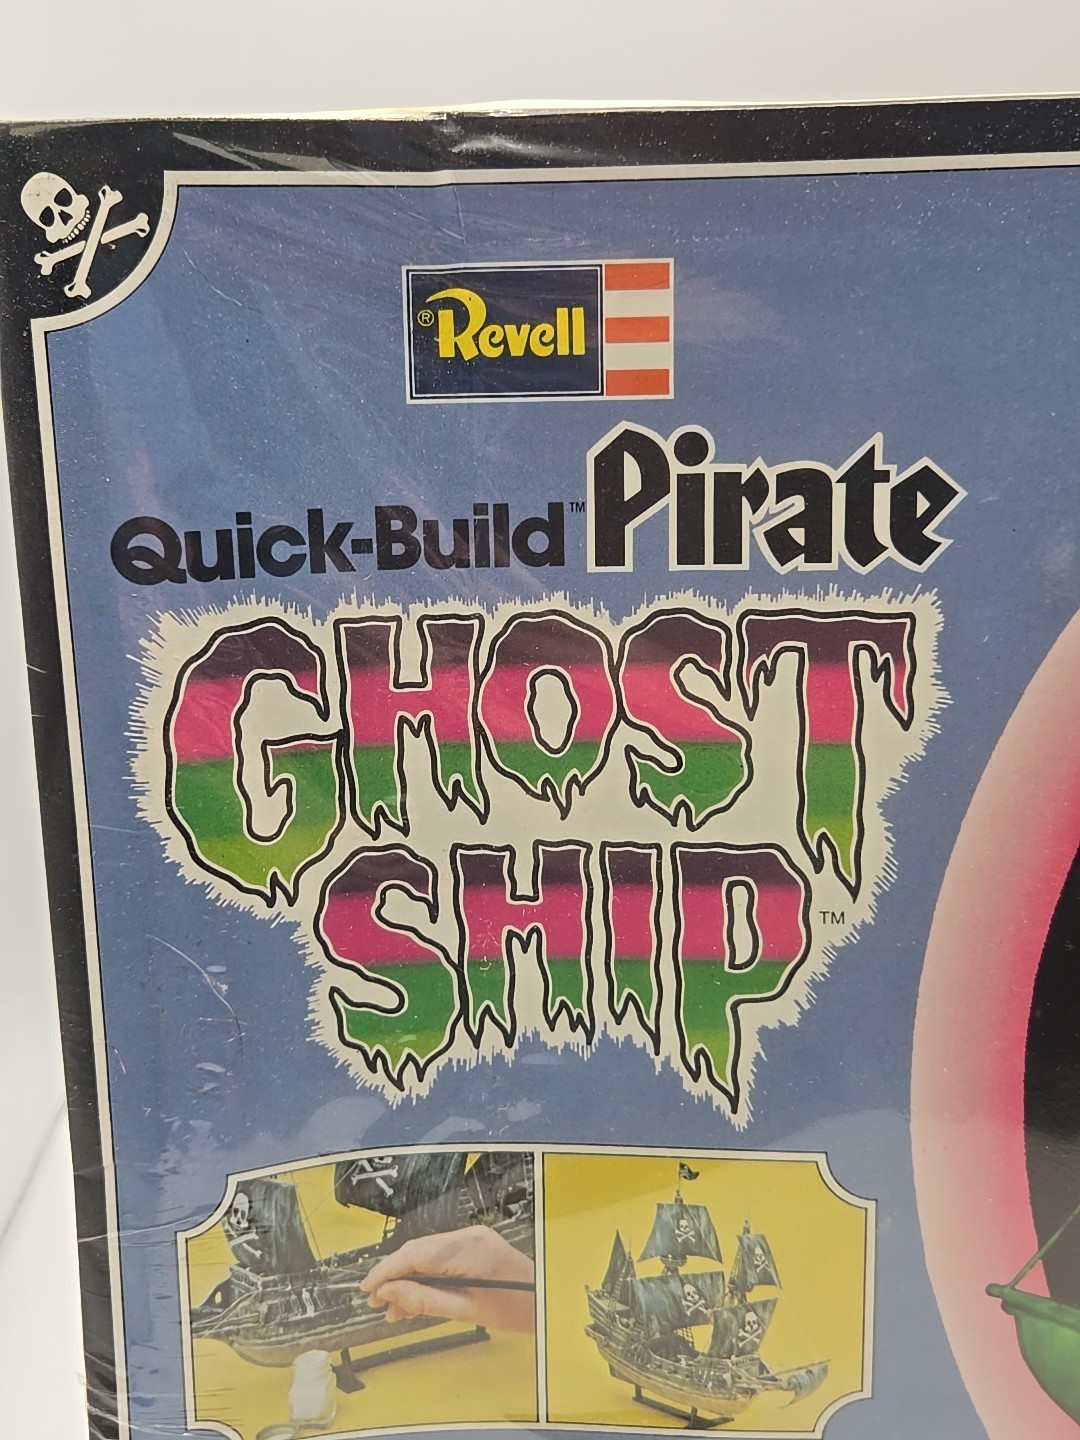 ® Revell
Quick-Build™ Pirate
GHOST
SHIP™